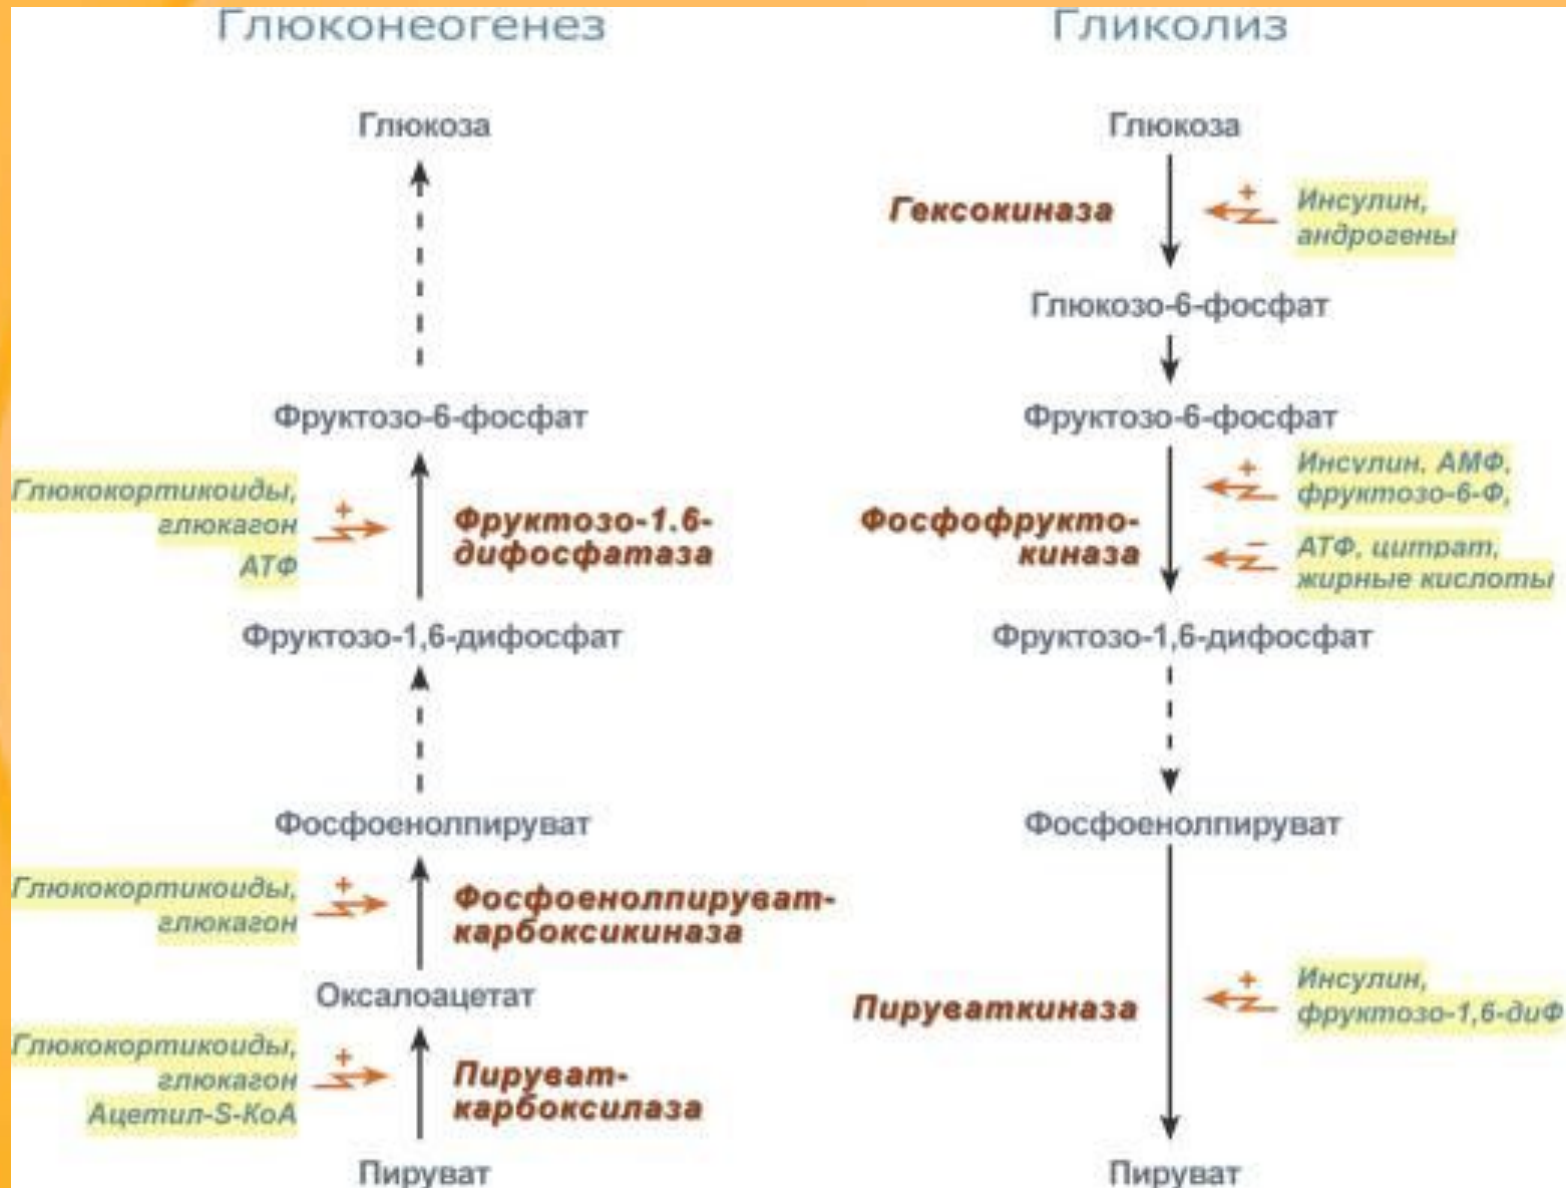 Глюконеогенез
Глюкоза
Фруктозо-6-фосфат
Глюкокортикоиды,
глюкагон
АТФ
+
Фруктозо-1.6-
дифосфатаза
Фруктозо-1,6-дифосфат
Фосфоенолпируват
Глюкокортикоиды,
глюкагон
+
Фосфоенолпируват-
карбоксикиназа
Оксалоацетат
Глюкокортикоиды,
глюкагон
Ацетил-S-КоА
+
Пируват-
карбоксилаза
Пируват
Гликолиз
Глюкоза
Гексокиназа
+
Инсулин,
андрогены
Глюкозо-6-фосфат
Фруктозо-6-фосфат
Фосфофрукто-
киназа
+
Инсулин, АМФ,
фруктозо-6-Ф,
−
АТФ, цитрат,
жирные кислоты
Фруктозо-1,6-дифосфат
Фосфоенолпируват
Пируваткиназа
+
Инсулин,
фруктозо-1,6-диФ
Пируват